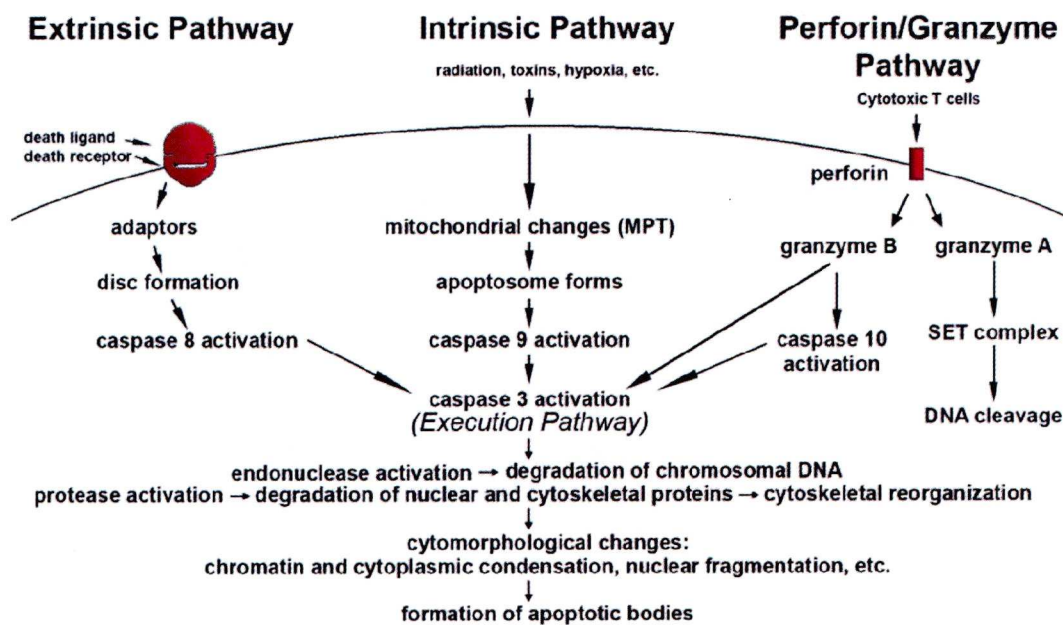 Extrinsic Pathway
Intrinsic Pathway
Perforin/Granzyme
Pathway
radiation, toxins, hypoxia, etc.
Cytotoxic T cells
death ligand
death receptor
perforin
adaptors
mitochondrial changes (MPT)
granzyme B
granzyme A
disc formation
apoptosome forms
caspase 8 activation
caspase 9 activation
caspase 10
activation
SET complex
caspase 3 activation
(Execution Pathway)
DNA cleavage
endonuclease activation → degradation of chromosomal DNA
protease activation → degradation of nuclear and cytoskeletal proteins → cytoskeletal reorganization
cytomorphological changes:
chromatin and cytoplasmic condensation, nuclear fragmentation, etc.
formation of apoptotic bodies